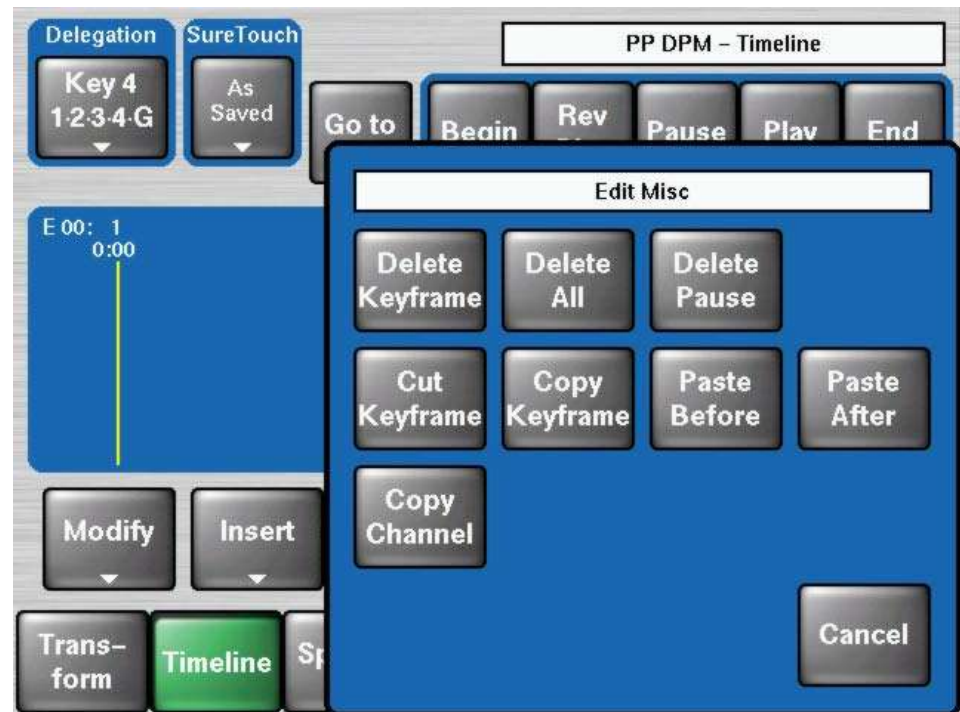 Delegation
SureTouch
PP DPM – Timeline
Key 4
1·2·3·4·G
As
Saved
Go to
Begin
Rev
Pause
Play
End
Edit Misc
E 00: 1
0:00
Delete
Keyframe
Delete
All
Delete
Pause
Cut
Keyframe
Copy
Keyframe
Paste
Before
Paste
After
Copy
Channel
Modify
Insert
Cancel
Trans–
form
Timeline